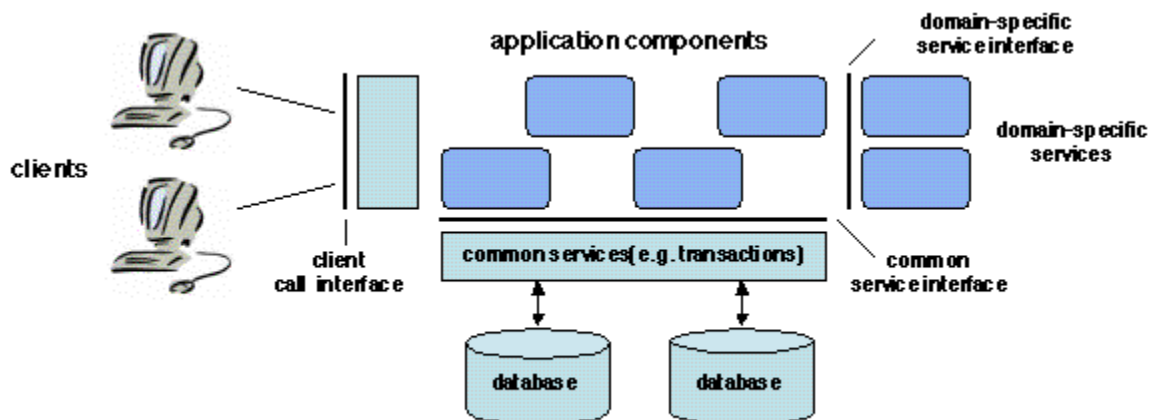 application components
domain-specific
service interface
clients
domain-specific
services
client
call interface
common services(e.g. transactions)
common
service interface
database
database